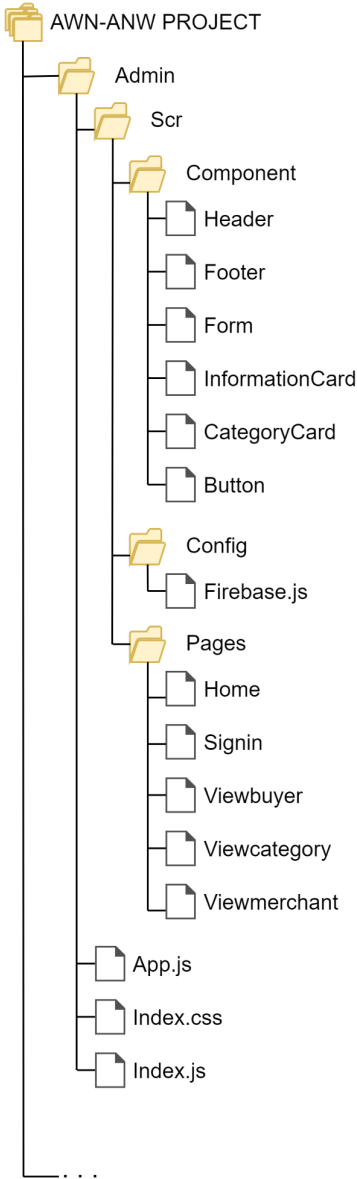 AWN-ANW PROJECT
Admin
Scr
Component
Header
Footer
Form
InformationCard
CategoryCard
Button
Config
Firebase.js
Pages
Home
Signin
Viewbuyer
Viewcategory
Viewmerchant
App.js
Index.css
Index.js
. . .